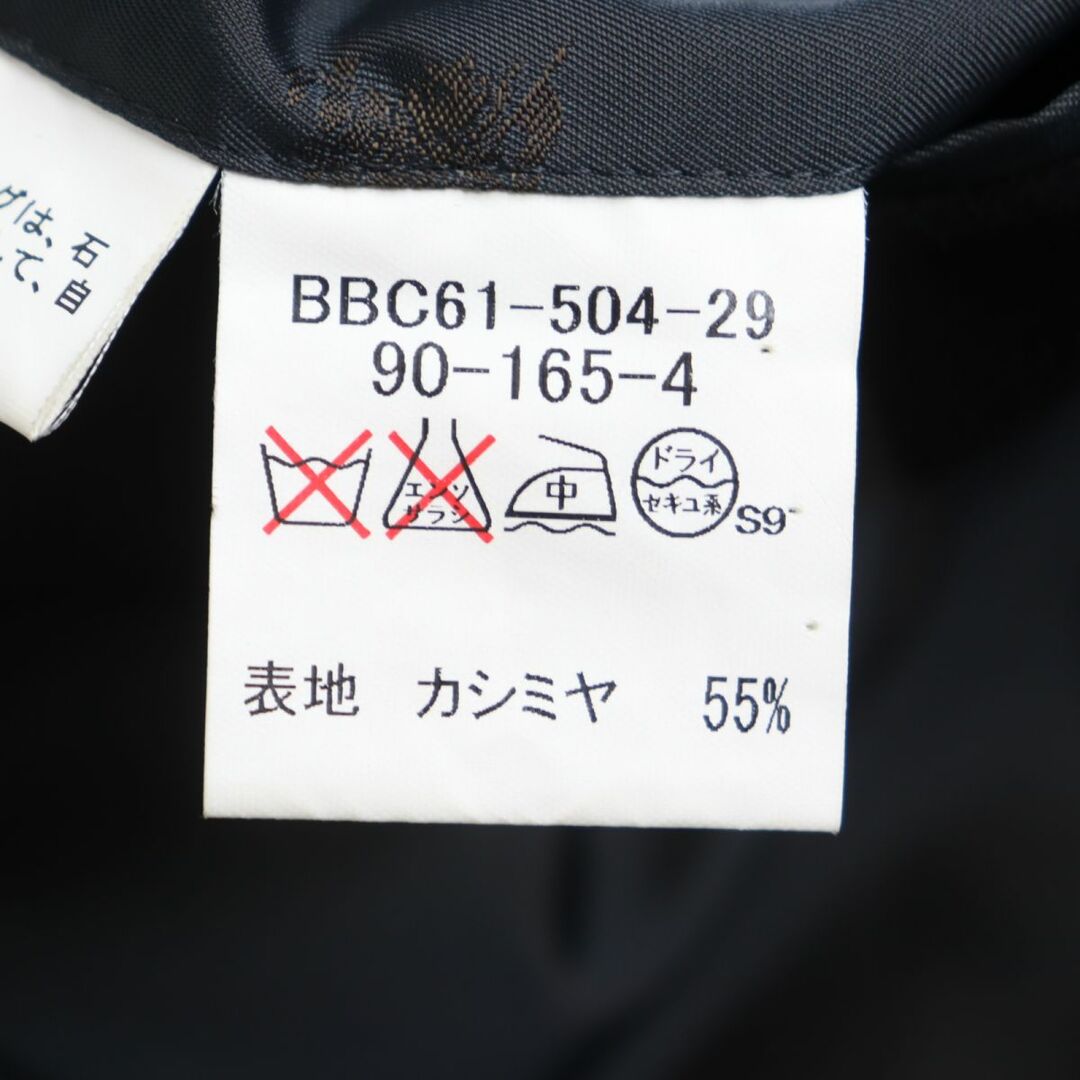 グは、石
て、自
BBC61-504-29
90-165-4
エンソ
サラシ
中
ドライ
セキユ系
S9
表地 カシミヤ 55%